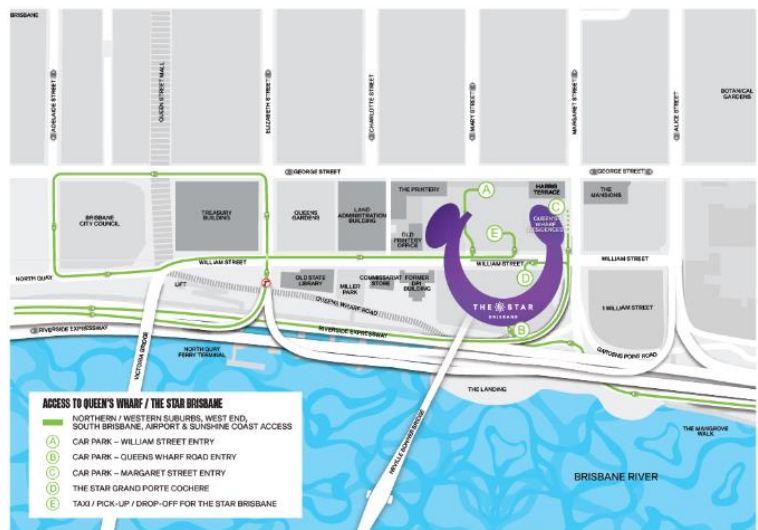 BRISBANE
ADELAIDE STREET
QUEEN STREET MALL
ELIZABETH STREET
CHARLOTTE STREET
MARY STREET
MARGARET STREET
ALICE STREET
BOTANICAL
GARDENS
GEORGE STREET
GEORGE STREET
BRISBANE
CITY COUNCIL
TREASURY
BUILDING
QUEENS
GARDENS
LAND
ADMINISTRATION
BUILDING
THE PRINTERY
OLD
PRINTERY
OFFICE
A
E
HARRIS
TERRACE
C
QUEEN'S
WHARF
RESIDENCES
THE
MANSIONS
WILLIAM STREET
WILLIAM STREET
WILLIAM STREET
D
NORTH QUAY
LIFT
OLD STATE
LIBRARY
MILLER
PARK
COMMISSARIAT
STORE
FORMER
DPI
BUILDING
QUEENS WHARF ROAD
THE STAR
BRISBANE
B
1 WILLIAM STREET
RIVERSIDE EXPRESSWAY
RIVERSIDE EXPRESSWAY
VICTORIA BRIDGE
NORTH QUAY
FERRY TERMINAL
GARDENS POINT ROAD
THE LANDING
NEVILLE BONNER BRIDGE
THE MANGROVE
WALK
BRISBANE RIVER
ACCESS TO QUEEN'S WHARF / THE STAR BRISBANE
NORTHERN / WESTERN SUBURBS, WEST END,
SOUTH BRISBANE, AIRPORT & SUNSHINE COAST ACCESS
A CAR PARK – WILLIAM STREET ENTRY
B CAR PARK – QUEENS WHARF ROAD ENTRY
C CAR PARK – MARGARET STREET ENTRY
D THE STAR GRAND PORTE COCHERE
E TAXI / PICK-UP / DROP-OFF FOR THE STAR BRISBANE